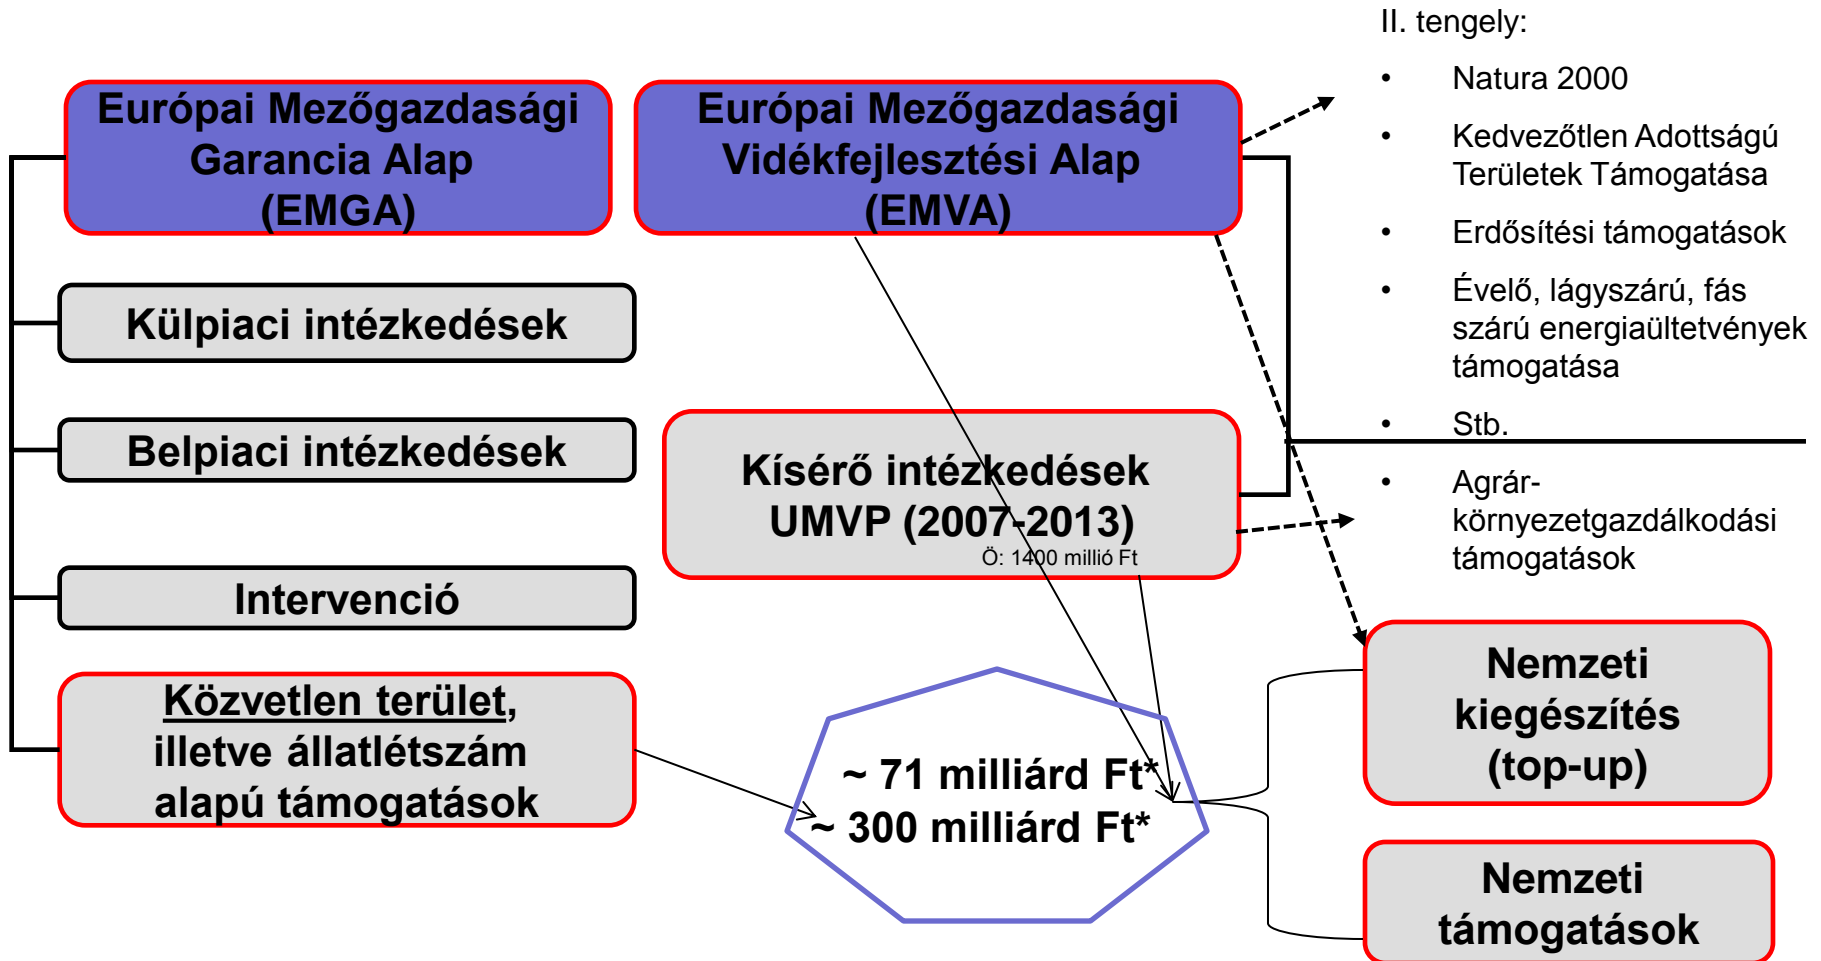 Európai Mezőgazdasági
Garancia Alap
(EMGA)
Külpiaci intézkedések
Belpiaci intézkedések
Intervenció
Közvetlen terület,
illetve állatlétszám
alapú támogatások
Európai Mezőgazdasági
Vidékfejlesztési Alap
(EMVA)
Kísérő intézkedések
UMVP (2007-2013)
Ö: 1400 millió Ft
~ 71 milliárd Ft*
~ 300 milliárd Ft*
II. tengely:
• Natura 2000
• Kedvezőtlen Adottságú
Területek Támogatása
• Erdősítési támogatások
• Évelő, lágyszárú, fás
szárú energiaültetvények
támogatása
• Stb.
• Agrár-
környezetgazdálkodási
támogatások
Nemzeti
kiegészítés
(top-up)
Nemzeti
támogatások